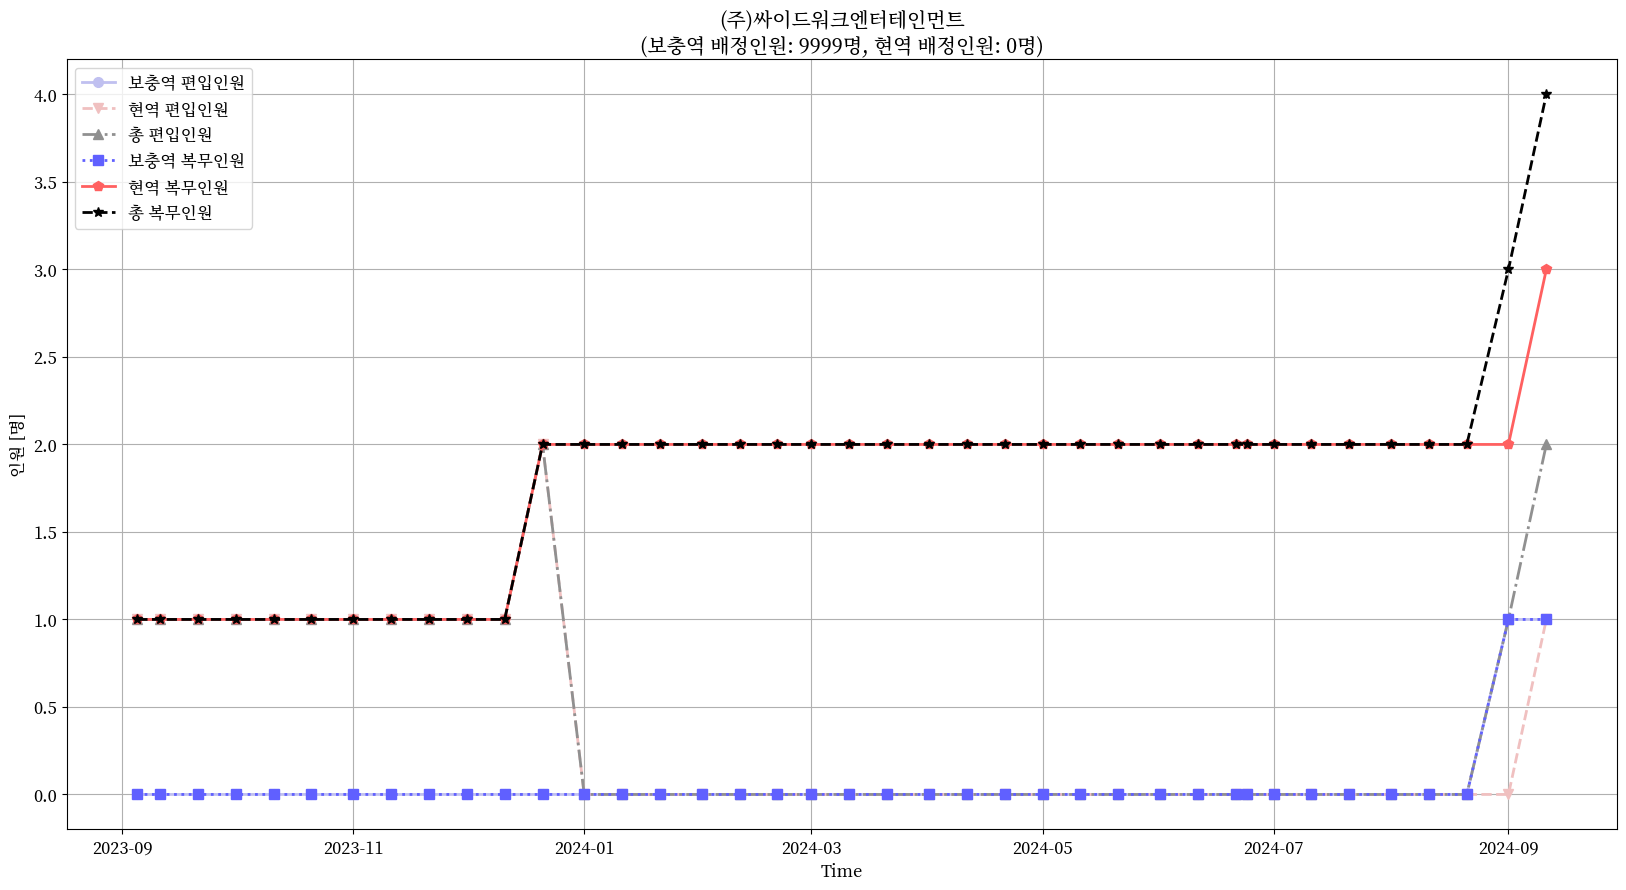 (주)싸이드워크엔터테인먼트
(보충역 배정인원: 9999명, 현역 배정인원: 0명)
보충역 편입인원
현역 편입인원
총 편입인원
보충역 복무인원
현역 복무인원
총 복무인원
4.0
3.5
3.0
2.5
2.0
1.5
1.0
0.5
0.0
인원 [명]
2023-09 2023-11 2024-01 2024-03 2024-05 2024-07 2024-09
Time